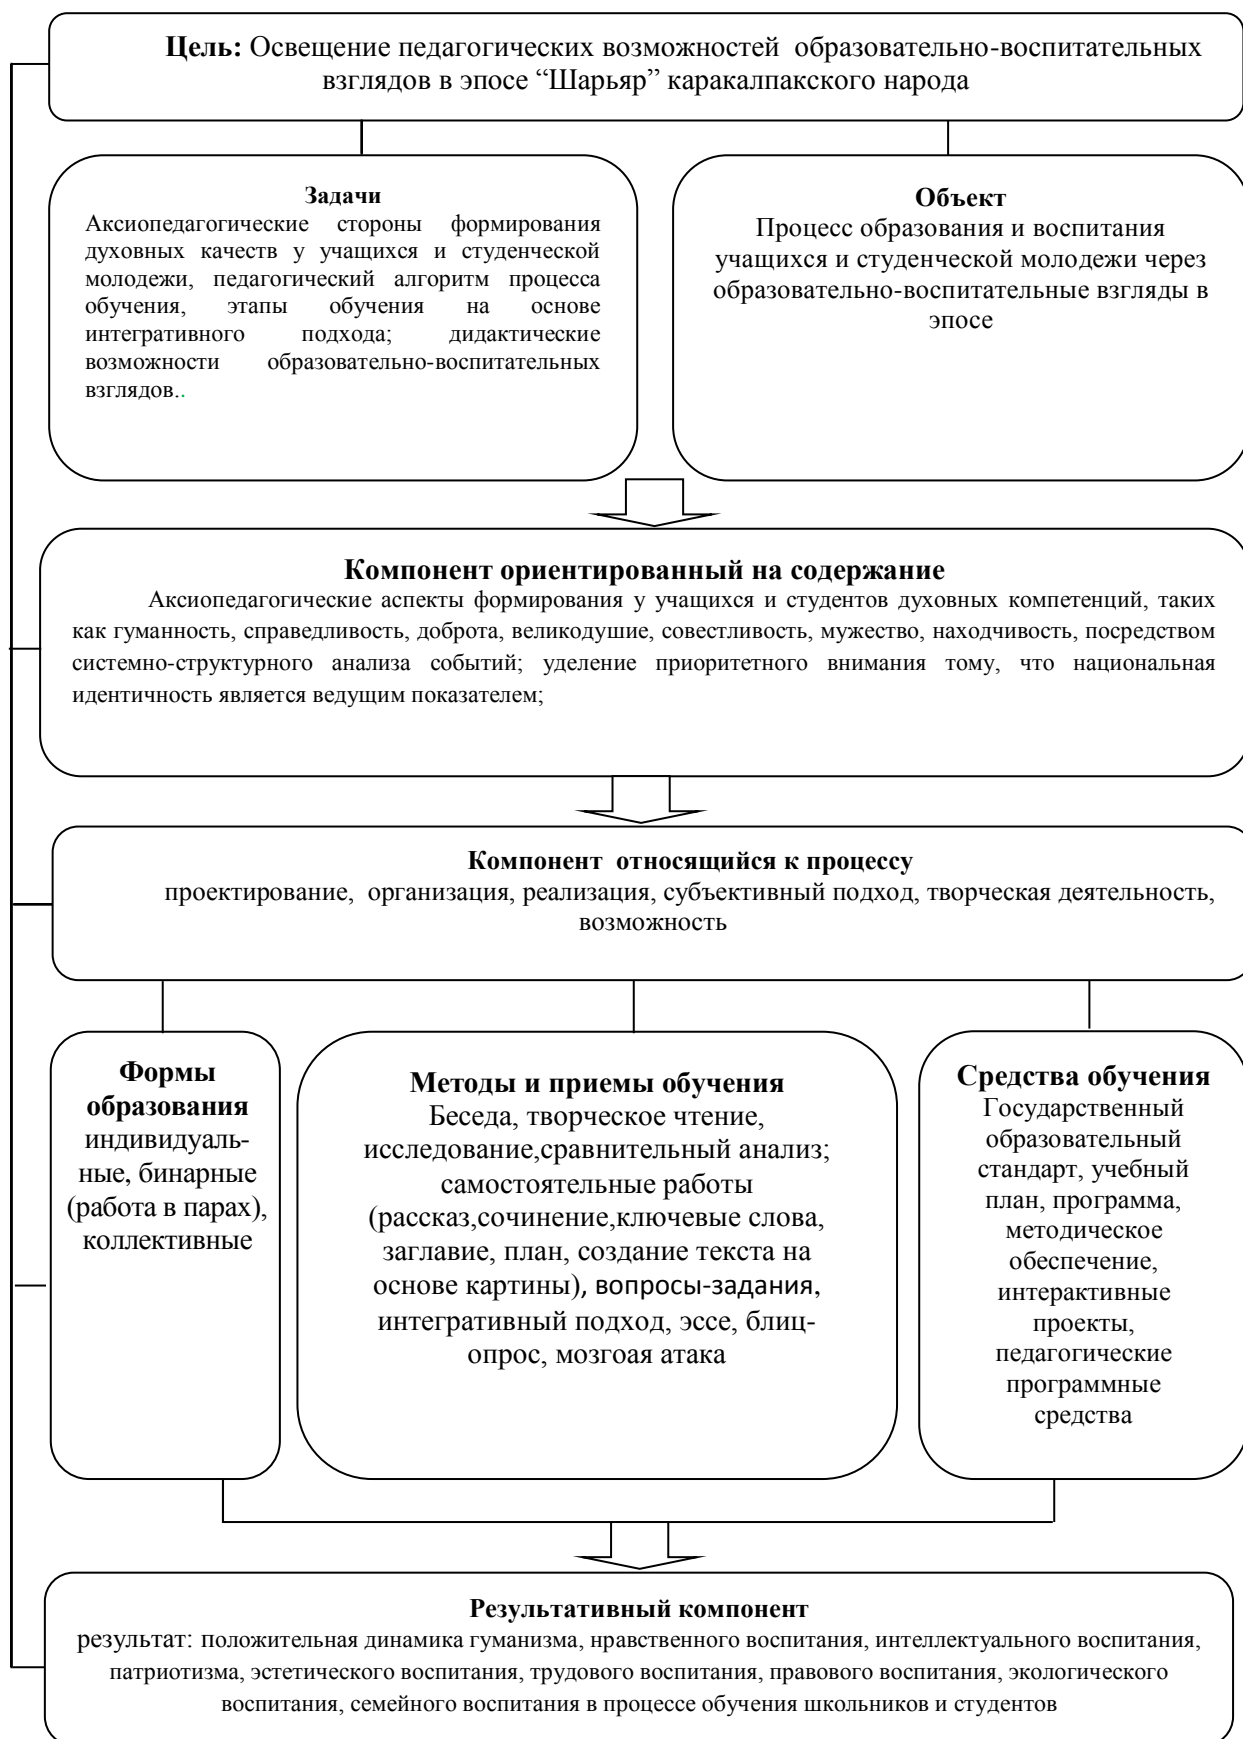 Цель: Освещение педагогических возможностей образовательно-воспитательных
взглядов в эпосе “Шарьяр” каракалпакского народа
Задачи
Аксиопедагогические стороны формирования
духовных качеств у учащихся и студенческой
молодежи, педагогический алгоритм процесса
обучения, этапы обучения на основе
интегративного подхода; дидактические
возможности образовательно-воспитательных
взглядов..
Объект
Процесс образования и воспитания
учащихся и студенческой молодежи через
образовательно-воспитательные взгляды в
эпосе
Компонент ориентированный на содержание
Аксиопедагогические аспекты формирования у учащихся и студентов духовных компетенций, таких
как гуманность, справедливость, доброта, великодушие, совестливость, мужество, находчивость, посредством
системно-структурного анализа событий; уделение приоритетного внимания тому, что национальная
идентичность является ведущим показателем;
Компонент относящийся к процессу
проектирование, организация, реализация, субъективный подход, творческая деятельность,
возможность
Формы
образования
индивидуаль-
ные, бинарные
(работа в парах),
коллективные
Методы и приемы обучения
Беседа, творческое чтение,
исследование,сравнительный анализ;
самостоятельные работы
(рассказ,сочинение,ключевые слова,
заглавие, план, создание текста на
основе картины), вопросы-задания,
интегративный подход, эссе, блиц-
опрос, мозгоая атака
Средства обучения
Государственный
образовательный
стандарт, учебный
план, программа,
методическое
обеспечение,
интерактивные
проекты,
педагогические
программные
средства
Результативный компонент
результат: положительная динамика гуманизма, нравственного воспитания, интеллектуального воспитания,
патриотизма, эстетического воспитания, трудового воспитания, правового воспитания, экологического
воспитания, семейного воспитания в процессе обучения школьников и студентов